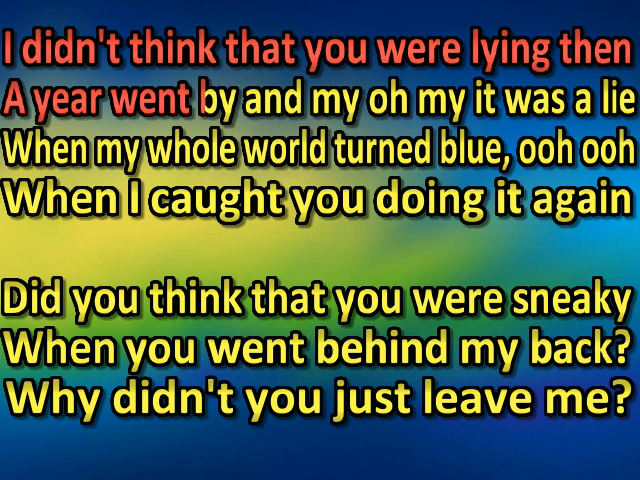 I didn't think that you were lying then
A year went by and my oh my it was a lie
When my whole world turned blue, ooh ooh
When I caught you doing it again
Did you think that you were sneaky
When you went behind my back?
Why didn't you just leave me?